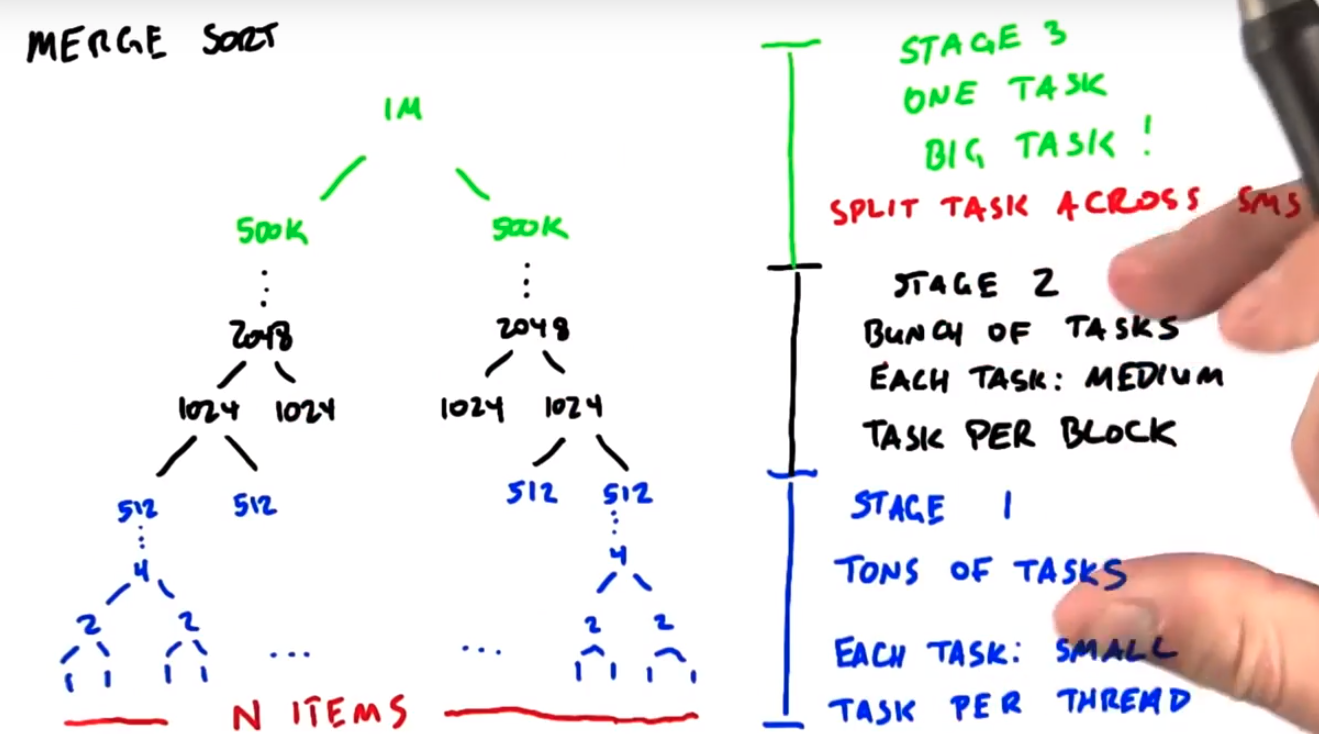 MERGE SORT
1M
500K 500K
2048 2048
1024 1024 1024 1024
512 512 512 512
4 4
2 2 2 2
1 1 1 1 ... ... 1 1 1 1
N ITEMS
STAGE 3
ONE TASK
BIG TASK!
SPLIT TASK ACROSS SMS
STAGE 2
BUNCH OF TASKS
EACH TASK: MEDIUM
TASK PER BLOCK
STAGE 1
TONS OF TASKS
EACH TASK: SMALL
TASK PER THREAD